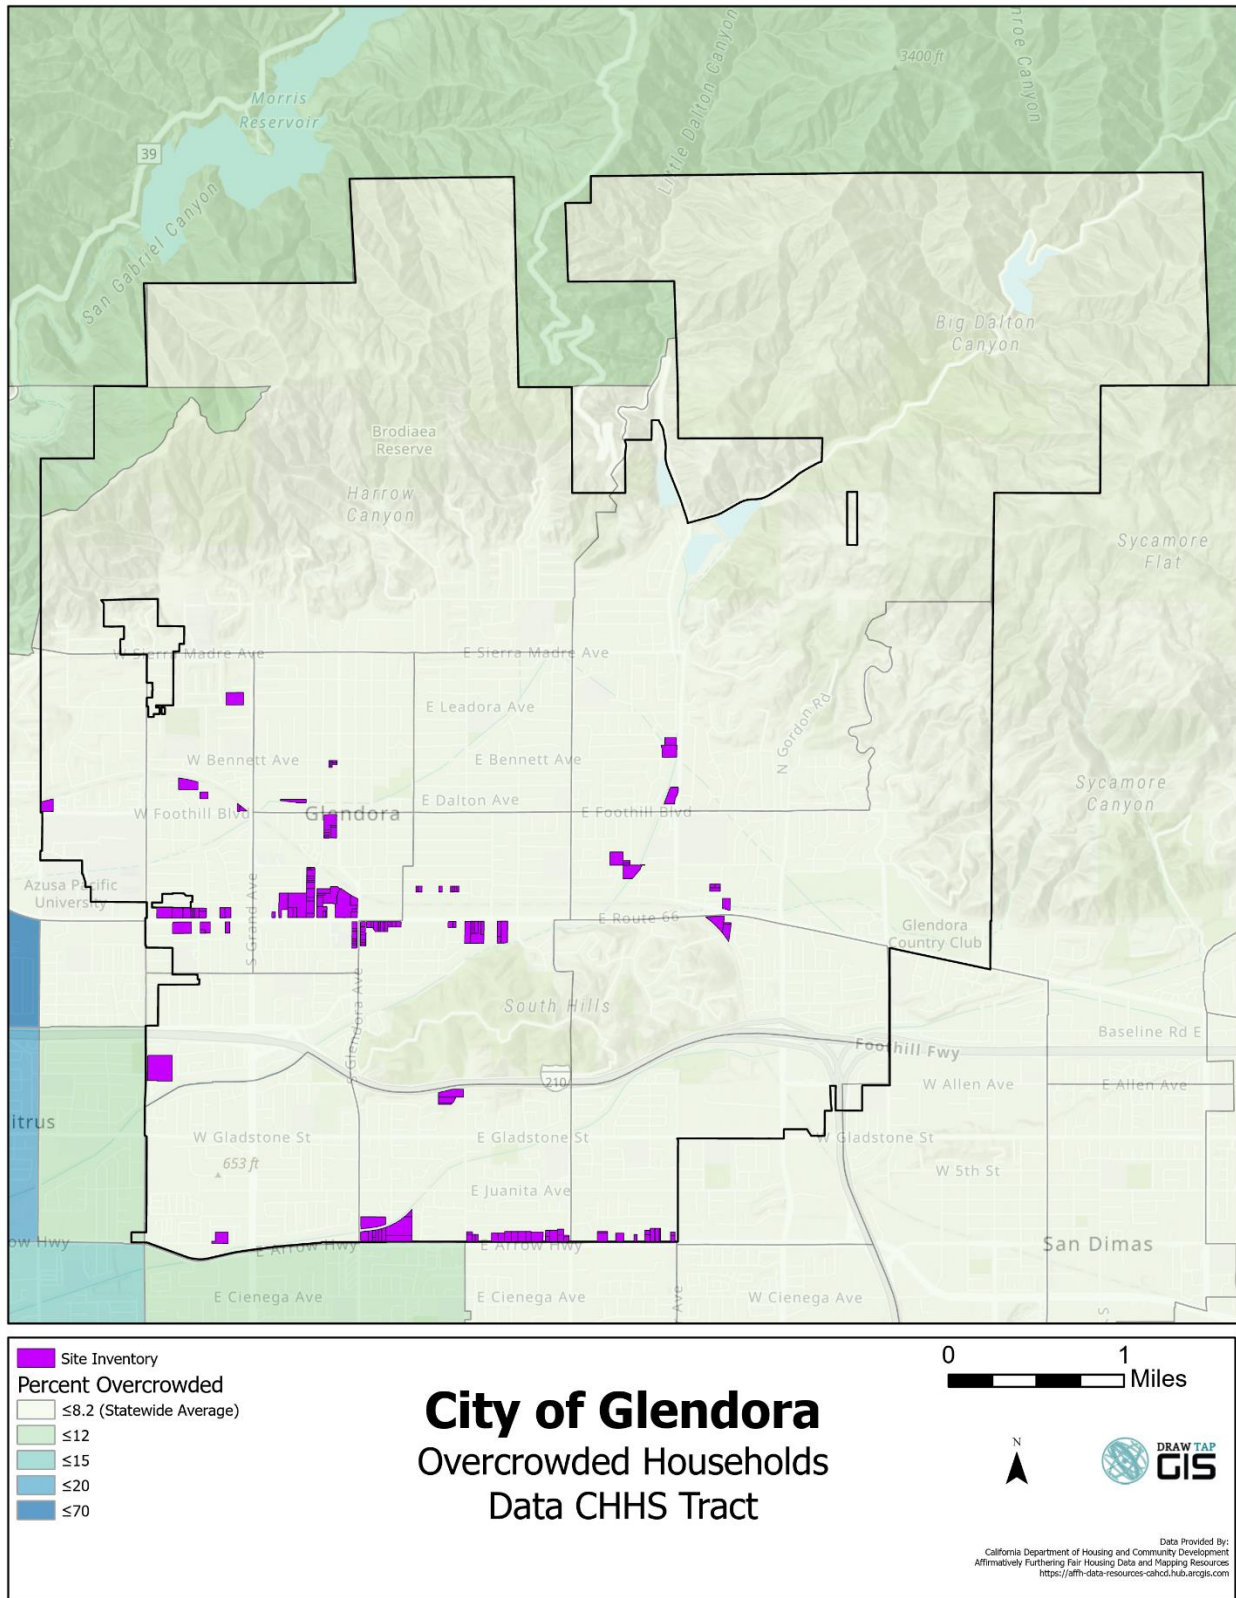 3400 ft
nroe Canyon
Little Dalton Canyon
Morris
Reservoir
39
San Gabriel Canyon
Big Dalton
Canyon
Brodiaea
Reserve
Harrow
Canyon
Sycamore
Flat
W Sierra Madre Ave
E Sierra Madre Ave
E Leadora Ave
N Gordon Rd
W Bennett Ave
E Bennett Ave
Sycamore
Canyon
E Dalton Ave
W Foothill Blvd
Glendora
E Foothill Blvd
Azusa Pacific
University
S Grand Ave
E Route 66
Glendora
Country Club
South Hills
S Glendora Ave
Baseline Rd E
Foothill Fwy
210
W Allen Ave
E Allen Ave
itrus
W Gladstone St
E Gladstone St
W Gladstone St
653 ft
W 5th St
E Juanita Ave
ow Hwy
E Arrow Hwy
E Arrow Hwy
San Dimas
E Cienega Ave
E Cienega Ave
Ave
W Cienega Ave
S
Site Inventory
Percent Overcrowded
≤8.2 (Statewide Average)
≤12
≤15
≤20
≤70
City of Glendora
Overcrowded Households
Data CHHS Tract
0 1
Miles
N
DRAW TAP
GIS
Data Provided By:
California Department of Housing and Community Development
Affirmatively Furthering Fair Housing Data and Mapping Resources
https://affh-data-resources-cahcd.hub.arcgis.com